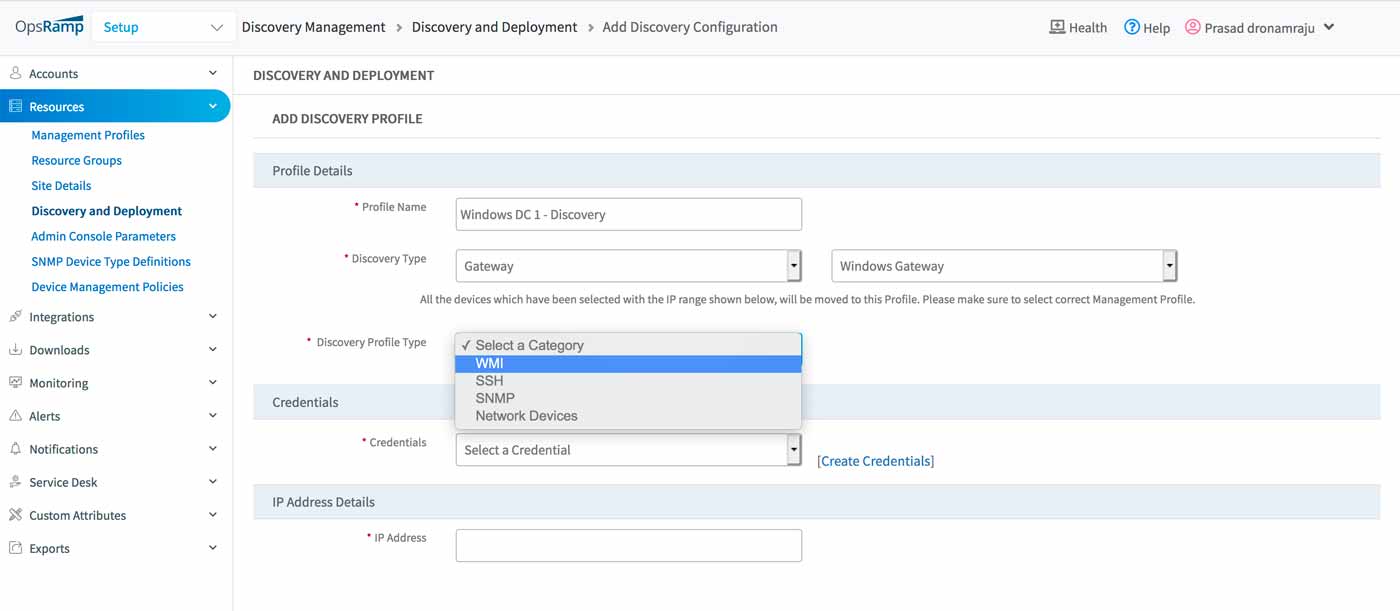 OpsRamp Setup Discovery Management > Discovery and Deployment > Add Discovery Configuration Health Help Prasad dronamraju
Accounts
Resources
Management Profiles
Resource Groups
Site Details
Discovery and Deployment
Admin Console Parameters
SNMP Device Type Definitions
Device Management Policies
Integrations
Downloads
Monitoring
Alerts
Notifications
Service Desk
Custom Attributes
Exports
DISCOVERY AND DEPLOYMENT
ADD DISCOVERY PROFILE
Profile Details
* Profile Name Windows DC 1 - Discovery
* Discovery Type Gateway Windows Gateway
All the devices which have been selected with the IP range shown below, will be moved to this Profile. Please make sure to select correct Management Profile.
* Discovery Profile Type ✓ Select a Category
WMI
SSH
SNMP
Network Devices
Credentials
* Credentials Select a Credential [Create Credentials]
IP Address Details
* IP Address